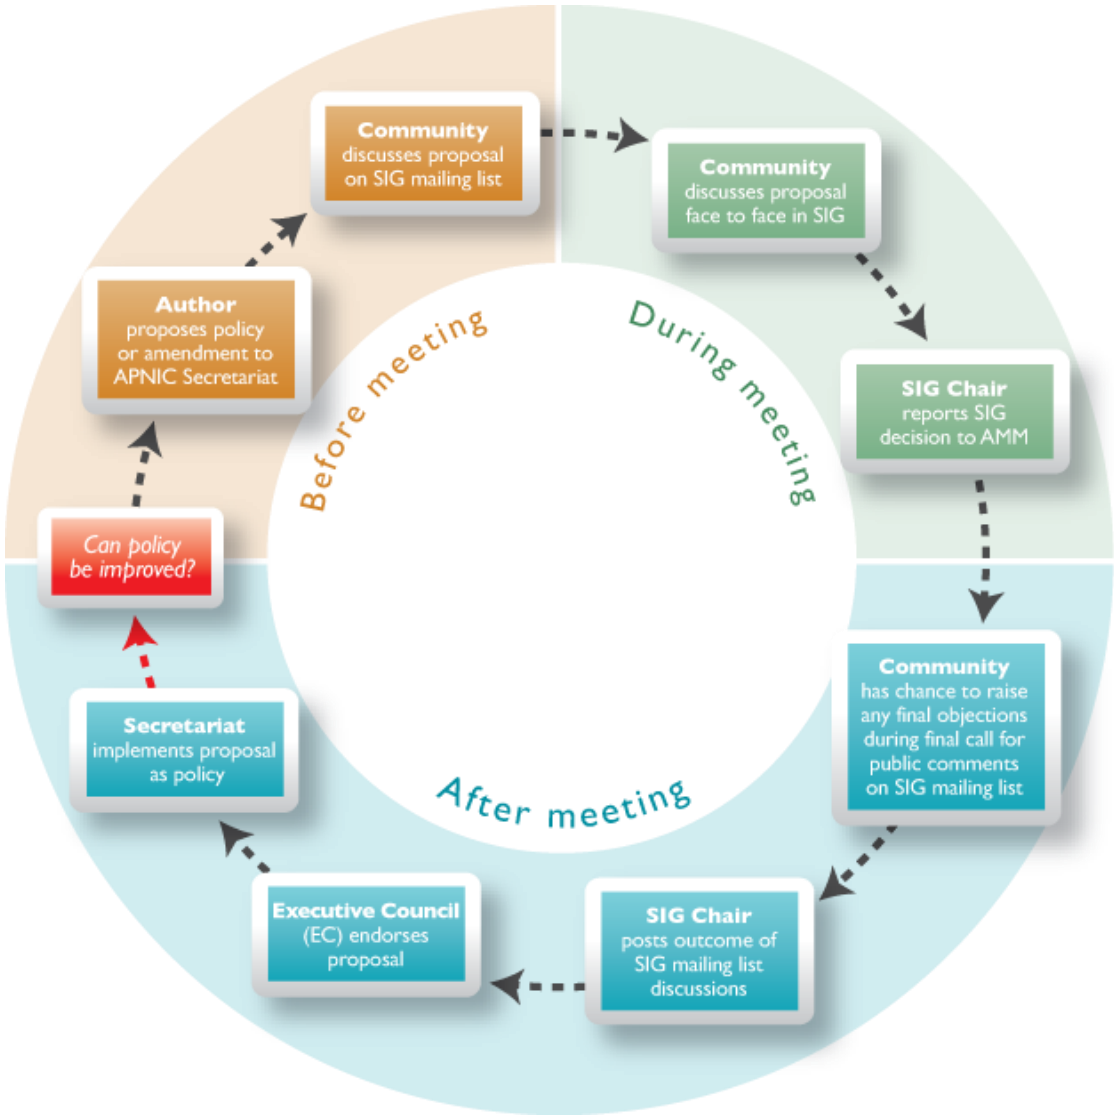 Community
discusses proposal
on SIG mailing list
Community
discusses proposal
face to face in SIG
SIG Chair
reports SIG
decision to AMM
Community
has chance to raise
any final objections
during final call for
public comments
on SIG mailing list
SIG Chair
posts outcome of
SIG mailing list
discussions
Executive Council
(EC) endorses
proposal
Secretariat
implements proposal
as policy
Can policy
be improved?
Author
proposes policy
or amendment to
APNIC Secretariat
Before meeting
During meeting
After meeting